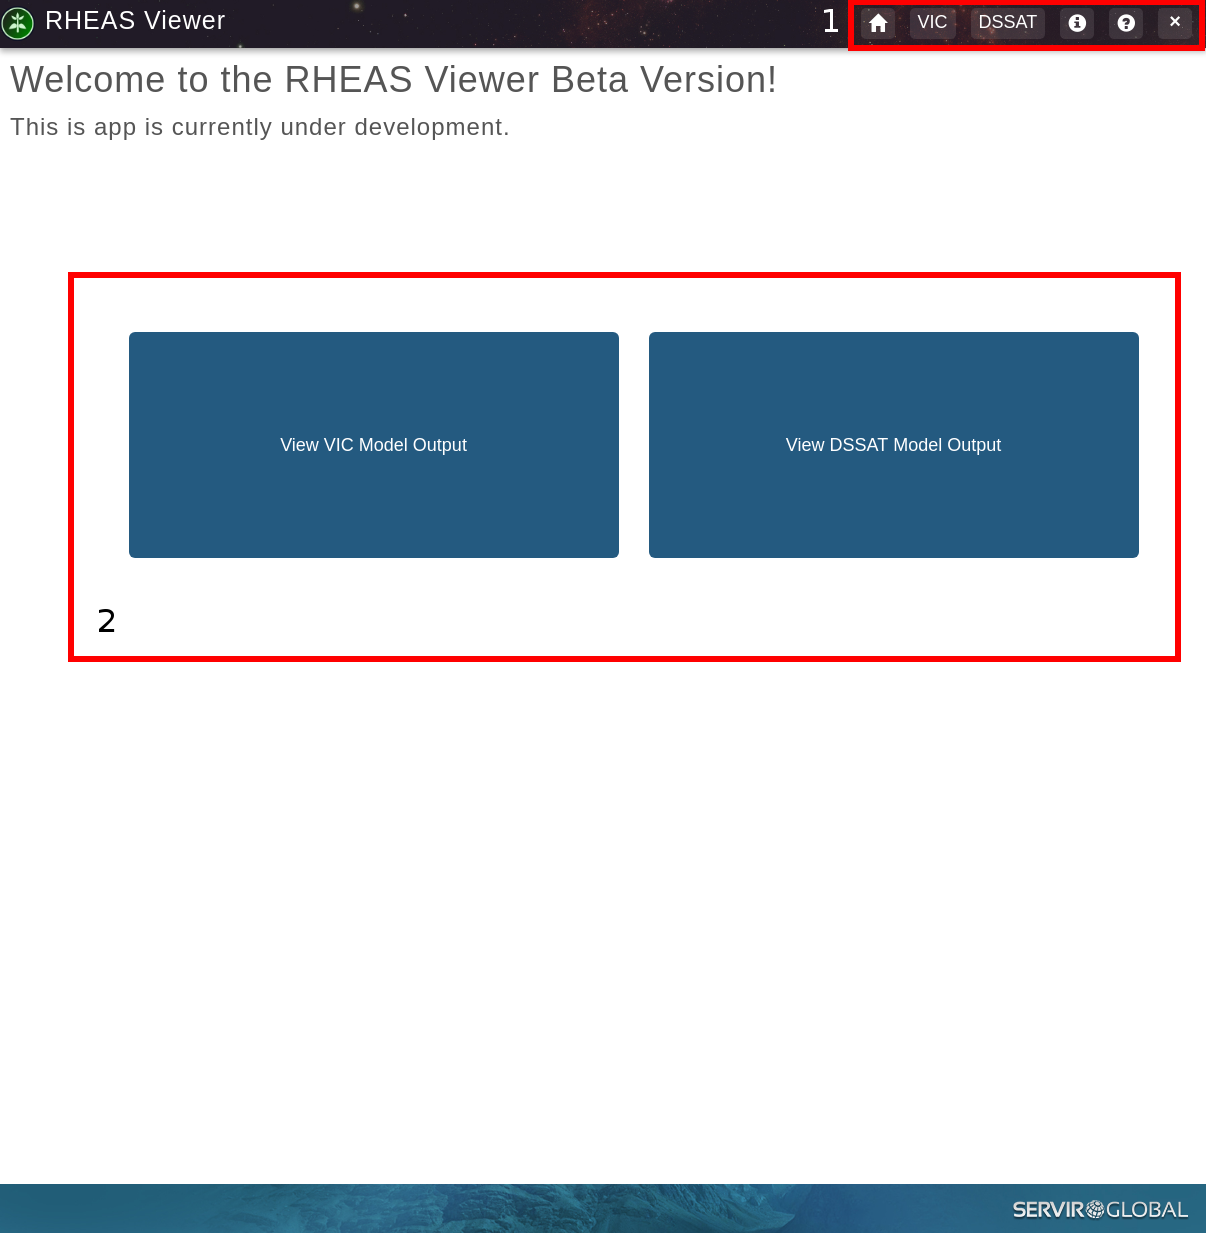 RHEAS Viewer
1
VIC
DSSAT
Welcome to the RHEAS Viewer Beta Version!
This is app is currently under development.
View VIC Model Output
View DSSAT Model Output
2
SERVIR GLOBAL